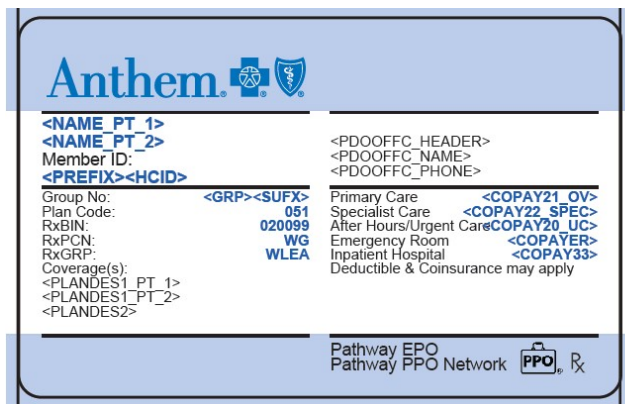 Anthem.
<NAME_PT_1>
<NAME_PT_2>
Member ID:
<PREFIX><HCID>
<PDOOFFC_HEADER>
<PDOOFFC_NAME>
<PDOOFFC_PHONE>
Group No: <GRP><SUFX>
Plan Code: 051
RxBIN: 020099
RxPCN: WG
RxGRP: WLEA
Coverage(s):
<PLANDES1_PT_1>
<PLANDES1_PT_2>
<PLANDES2>
Primary Care <COPAY21_OV>
Specialist Care <COPAY22_SPEC>
After Hours/Urgent Care<COPAY20_UC>
Emergency Room <COPAYER>
Inpatient Hospital <COPAY33>
Deductible & Coinsurance may apply
Pathway EPO
Pathway PPO Network PPO® Rx